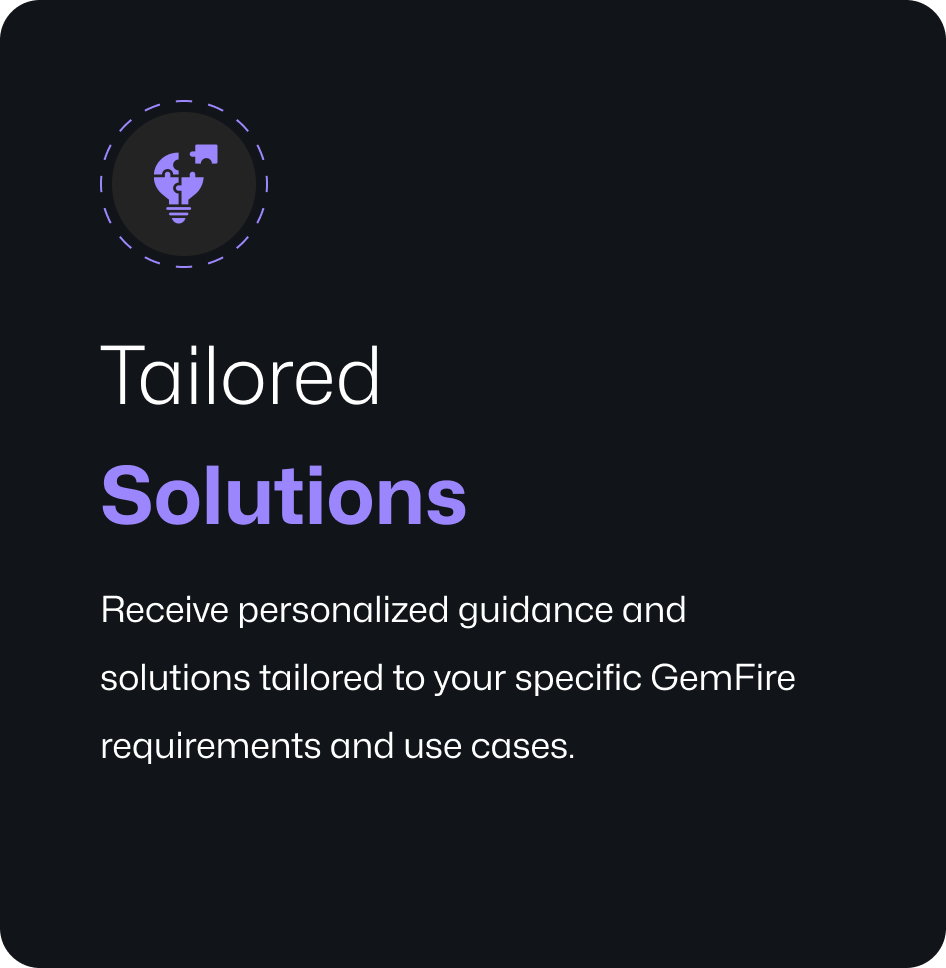 Tailored
Solutions
Receive personalized guidance and
solutions tailored to your specific GemFire
requirements and use cases.